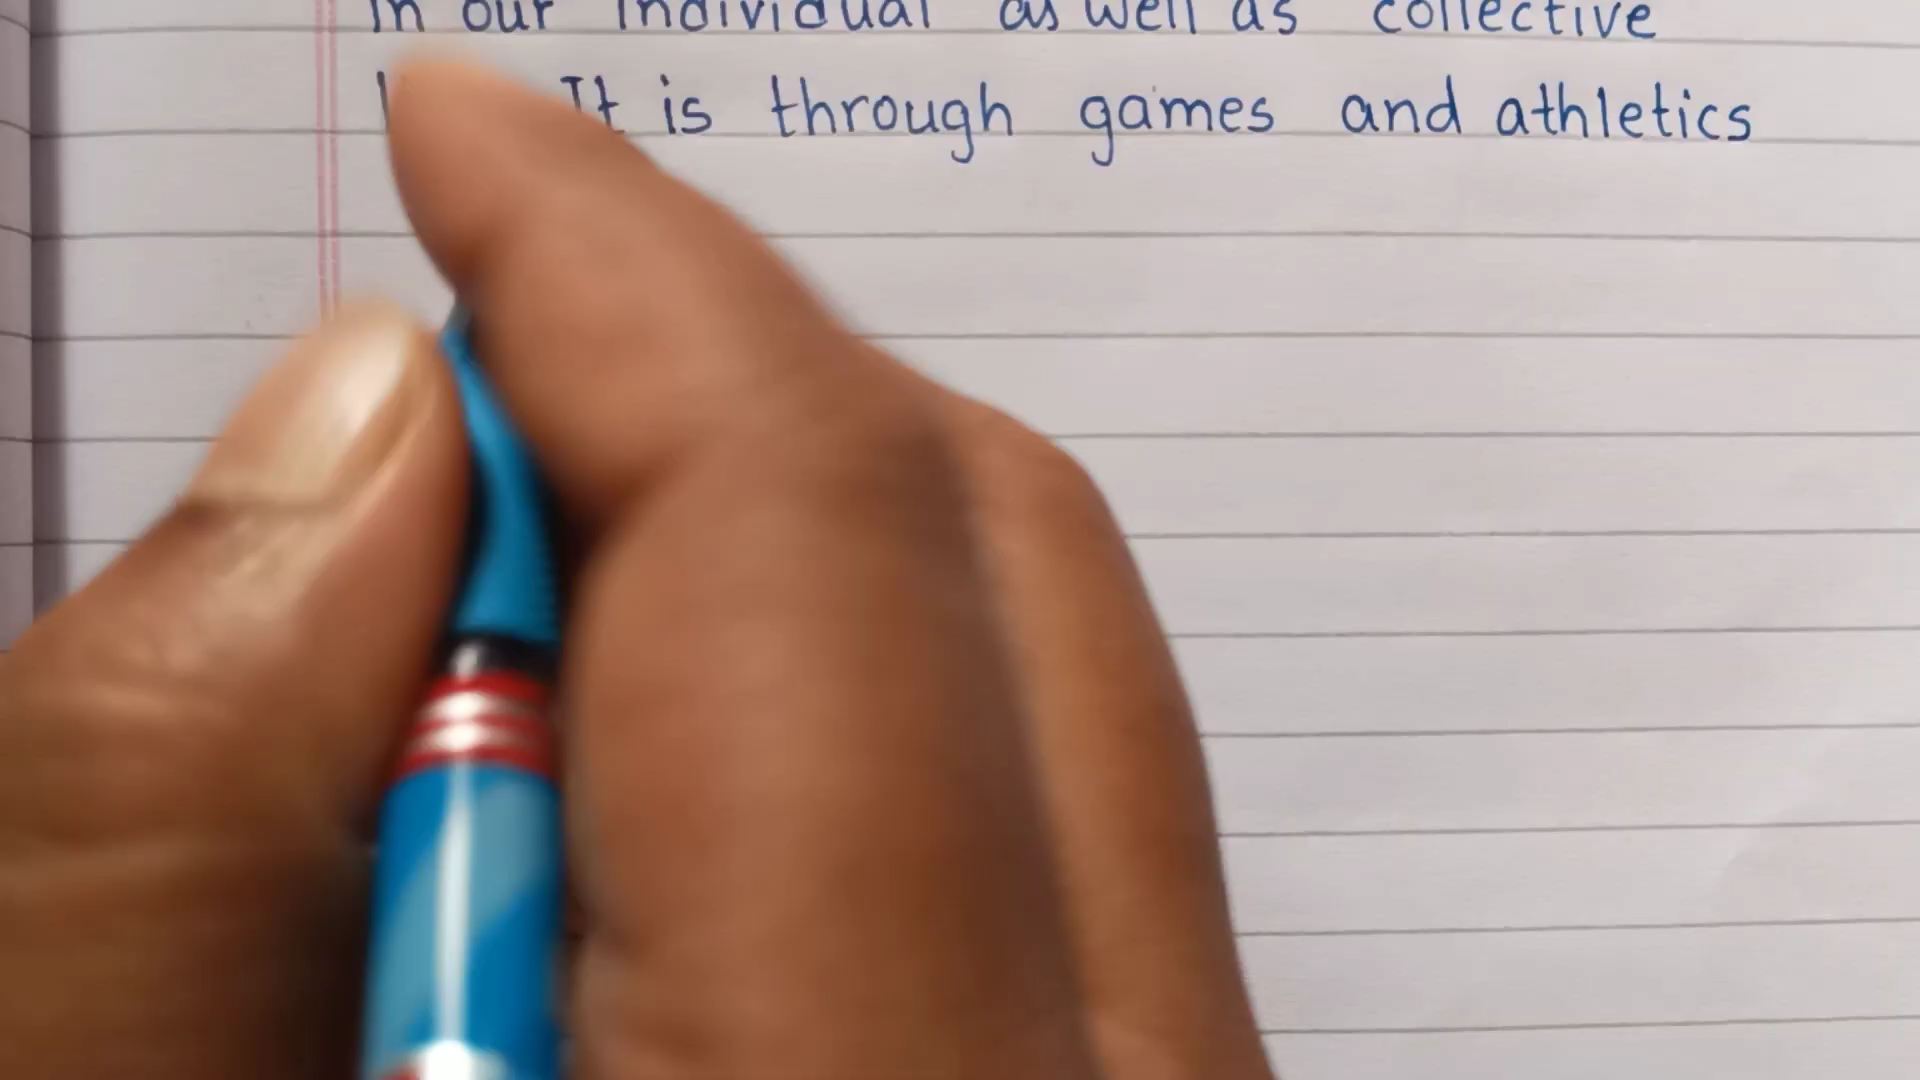 in our individual as well as collective
It is through games and athletics